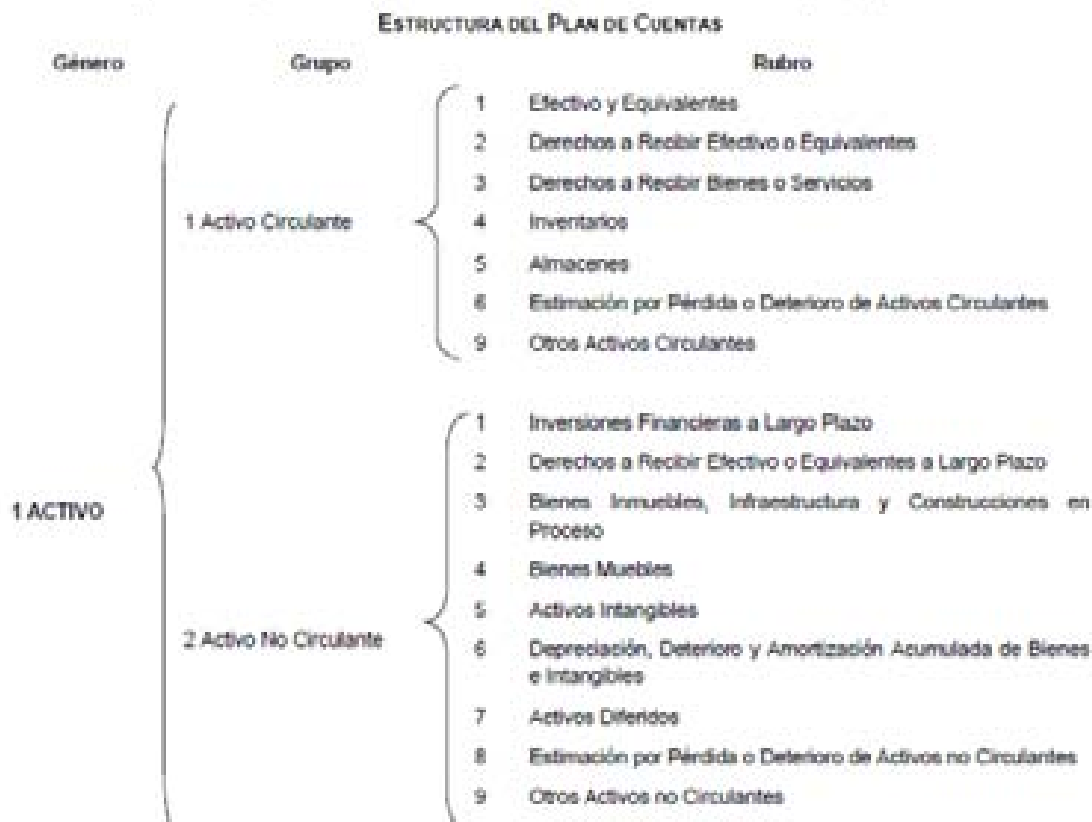 ESTRUCTURA DEL PLAN DE CUENTAS
Género Grupo Rubro
1 Efectivo y Equivalentes
2 Derechos a Recibir Efectivo o Equivalentes
3 Derechos a Recibir Bienes o Servicios
1 Activo Circulante
4 Inventarios
5 Almacenes
6 Estimación por Pérdida o Deterioro de Activos Circulantes
9 Otros Activos Circulantes
1 ACTIVO
1 Inversiones Financieras a Largo Plazo
2 Derechos a Recibir Efectivo o Equivalentes a Largo Plazo
3 Bienes Inmuebles, Infraestructura y Construcciones en
Proceso
4 Bienes Muebles
5 Activos Intangibles
2 Activo No Circulante
6 Depreciación, Deterioro y Amortización Acumulada de Bienes
e Intangibles
7 Activos Diferidos
8 Estimación por Pérdida o Deterioro de Activos no Circulantes
9 Otros Activos no Circulantes